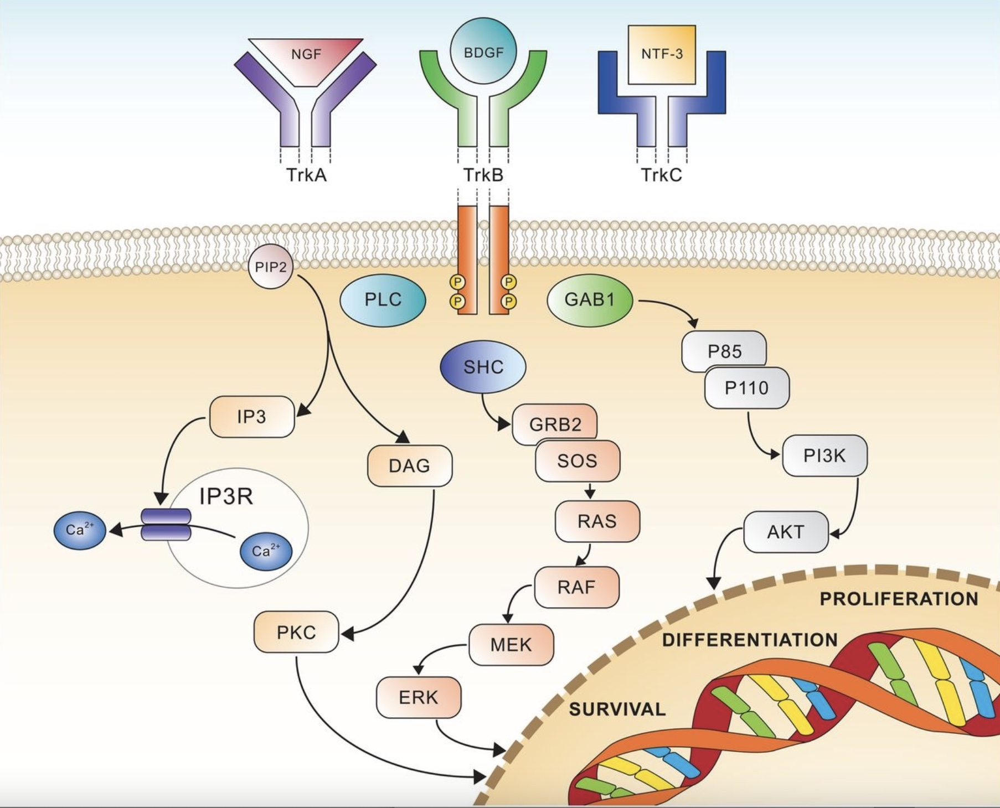 NGF
BDGF
NTF-3
TrkA
TrkB
TrkC
PIP2
PLC
P
P
P
P
GAB1
SHC
P85
P110
IP3
GRB2
SOS
DAG
PI3K
IP3R
Ca2+
Ca2+
RAS
AKT
RAF
PKC
MEK
ERK
PROLIFERATION
DIFFERENTIATION
SURVIVAL